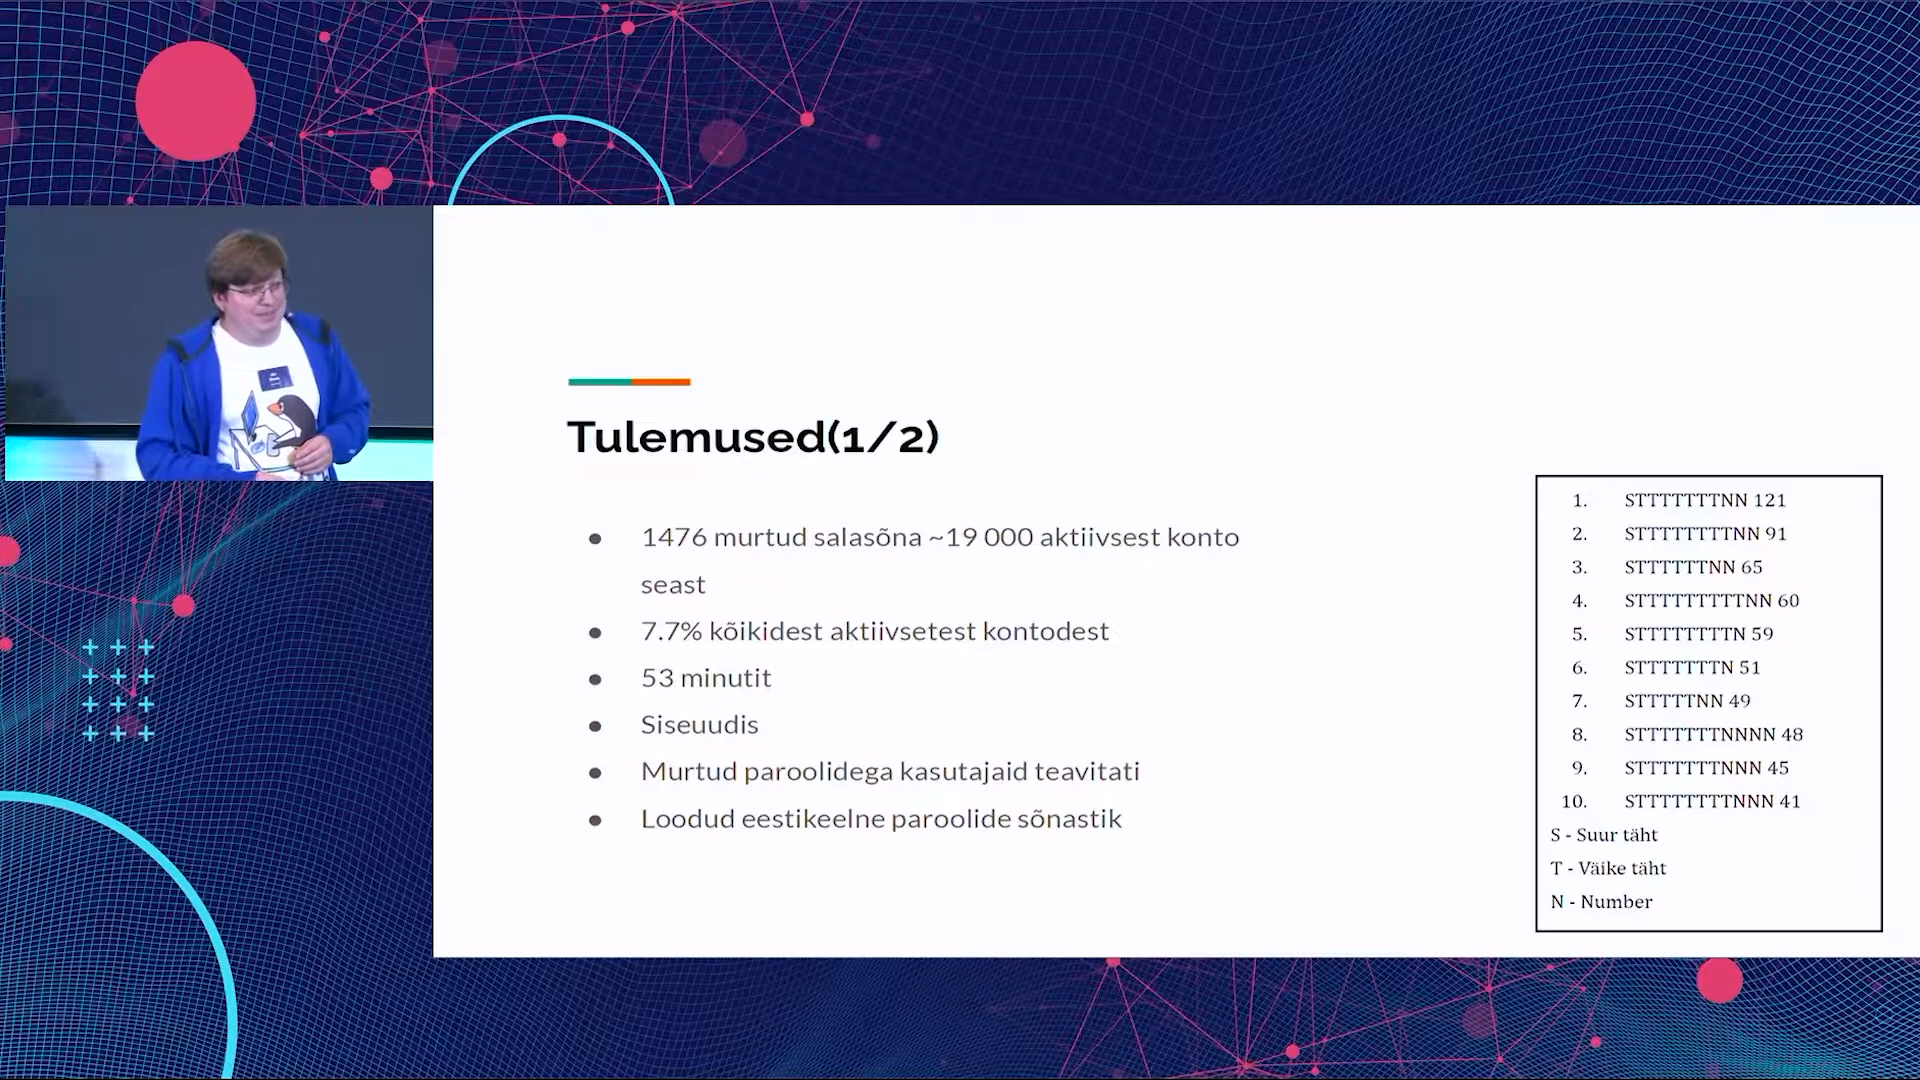 Tulemused(1/2)
● 1476 murtud salasõna ~19 000 aktiivsest konto
seast
● 7.7% kõikidest aktiivsetest kontodest
● 53 minutit
● Siseuudis
● Murtud paroolidega kasutajaid teavitati
● Loodud eestikeelne paroolide sõnastik
1. STTTTTTTNN 121
2. STTTTTTTTNN 91
3. STTTTTTNN 65
4. STTTTTTTTTNN 60
5. STTTTTTTTN 59
6. STTTTTTTN 51
7. STTTTTNN 49
8. STTTTTTTNNNN 48
9. STTTTTTTNNN 45
10. STTTTTTTTNNN 41
S - Suur täht
T - Väike täht
N - Number